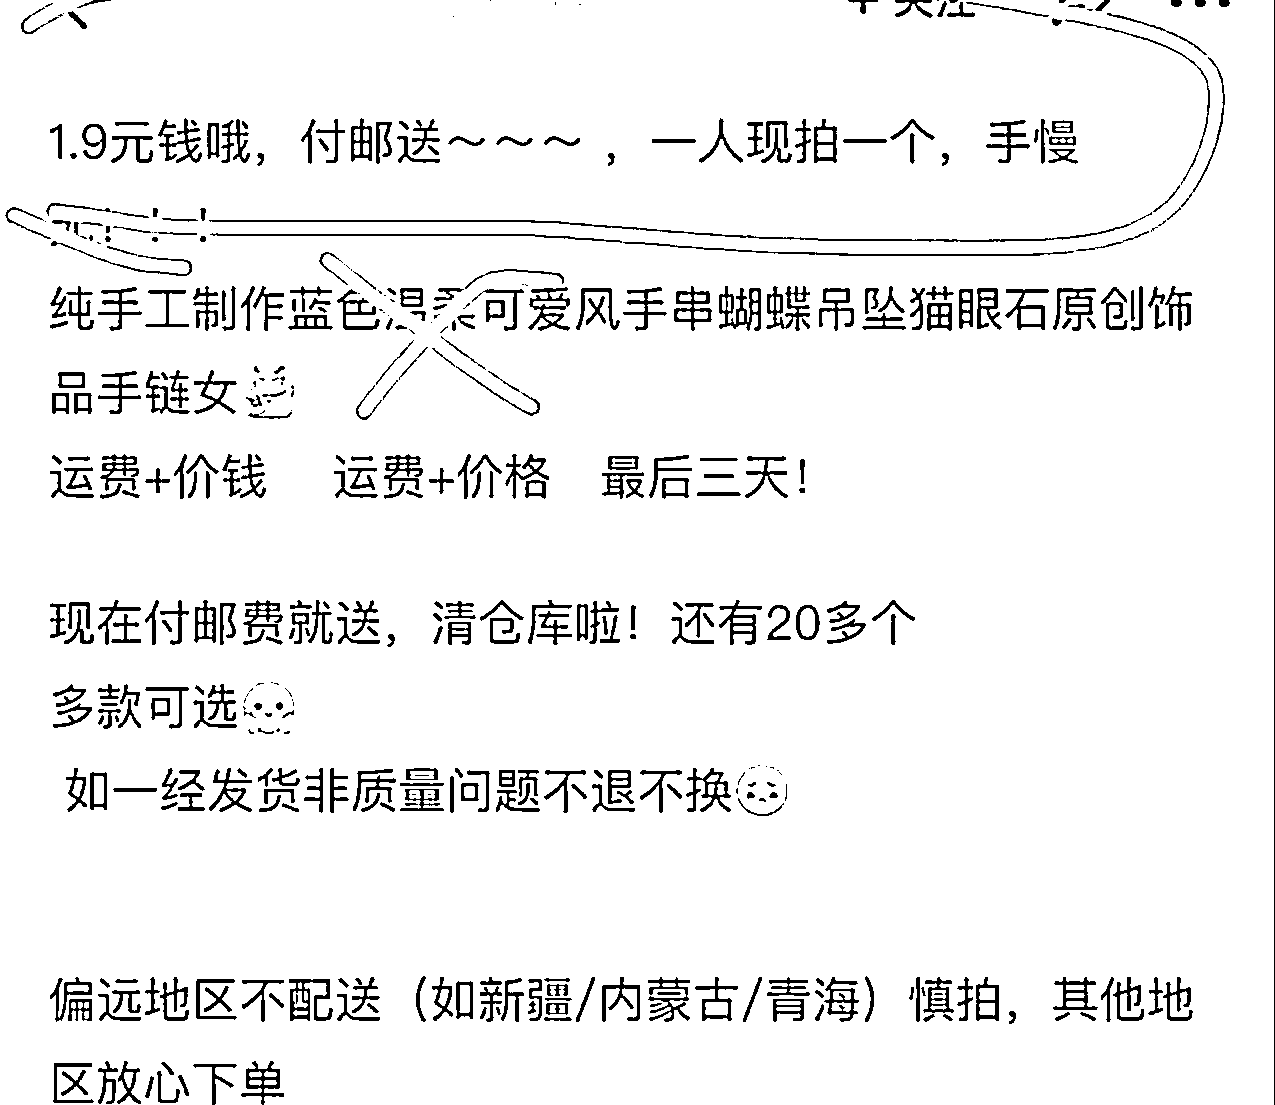 1.9元钱哦，付邮送～～～ ，一人现拍一个，手慢
纯手工制作蓝色温柔可爱风手串蝴蝶吊坠猫眼石原创饰
品手链女
运费+价钱 运费+价格 最后三天！
现在付邮费就送，清仓库啦！还有20多个
多款可选
如一经发货非质量问题不退不换
偏远地区不配送（如新疆/内蒙古/青海）慎拍，其他地
区放心下单